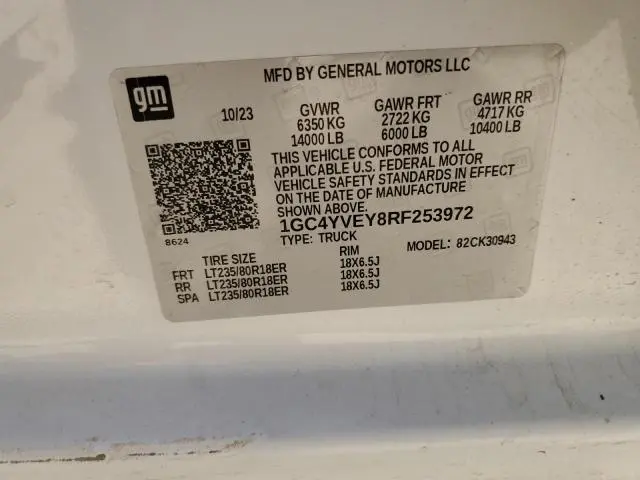 MFD BY GENERAL MOTORS LLC
gm
10/23 GVWR GAWR FRT GAWR RR
6350 KG 2722 KG 4717 KG
14000 LB 6000 LB 10400 LB
THIS VEHICLE CONFORMS TO ALL
APPLICABLE U.S. FEDERAL MOTOR
VEHICLE SAFETY STANDARDS IN EFFECT
ON THE DATE OF MANUFACTURE
SHOWN ABOVE.
8624
1GC4YVEY8RF253972
TYPE: TRUCK MODEL: 82CK30943
TIRE SIZE RIM
FRT LT235/80R18ER 18X6.5J
RR LT235/80R18ER 18X6.5J
SPA LT235/80R18ER 18X6.5J